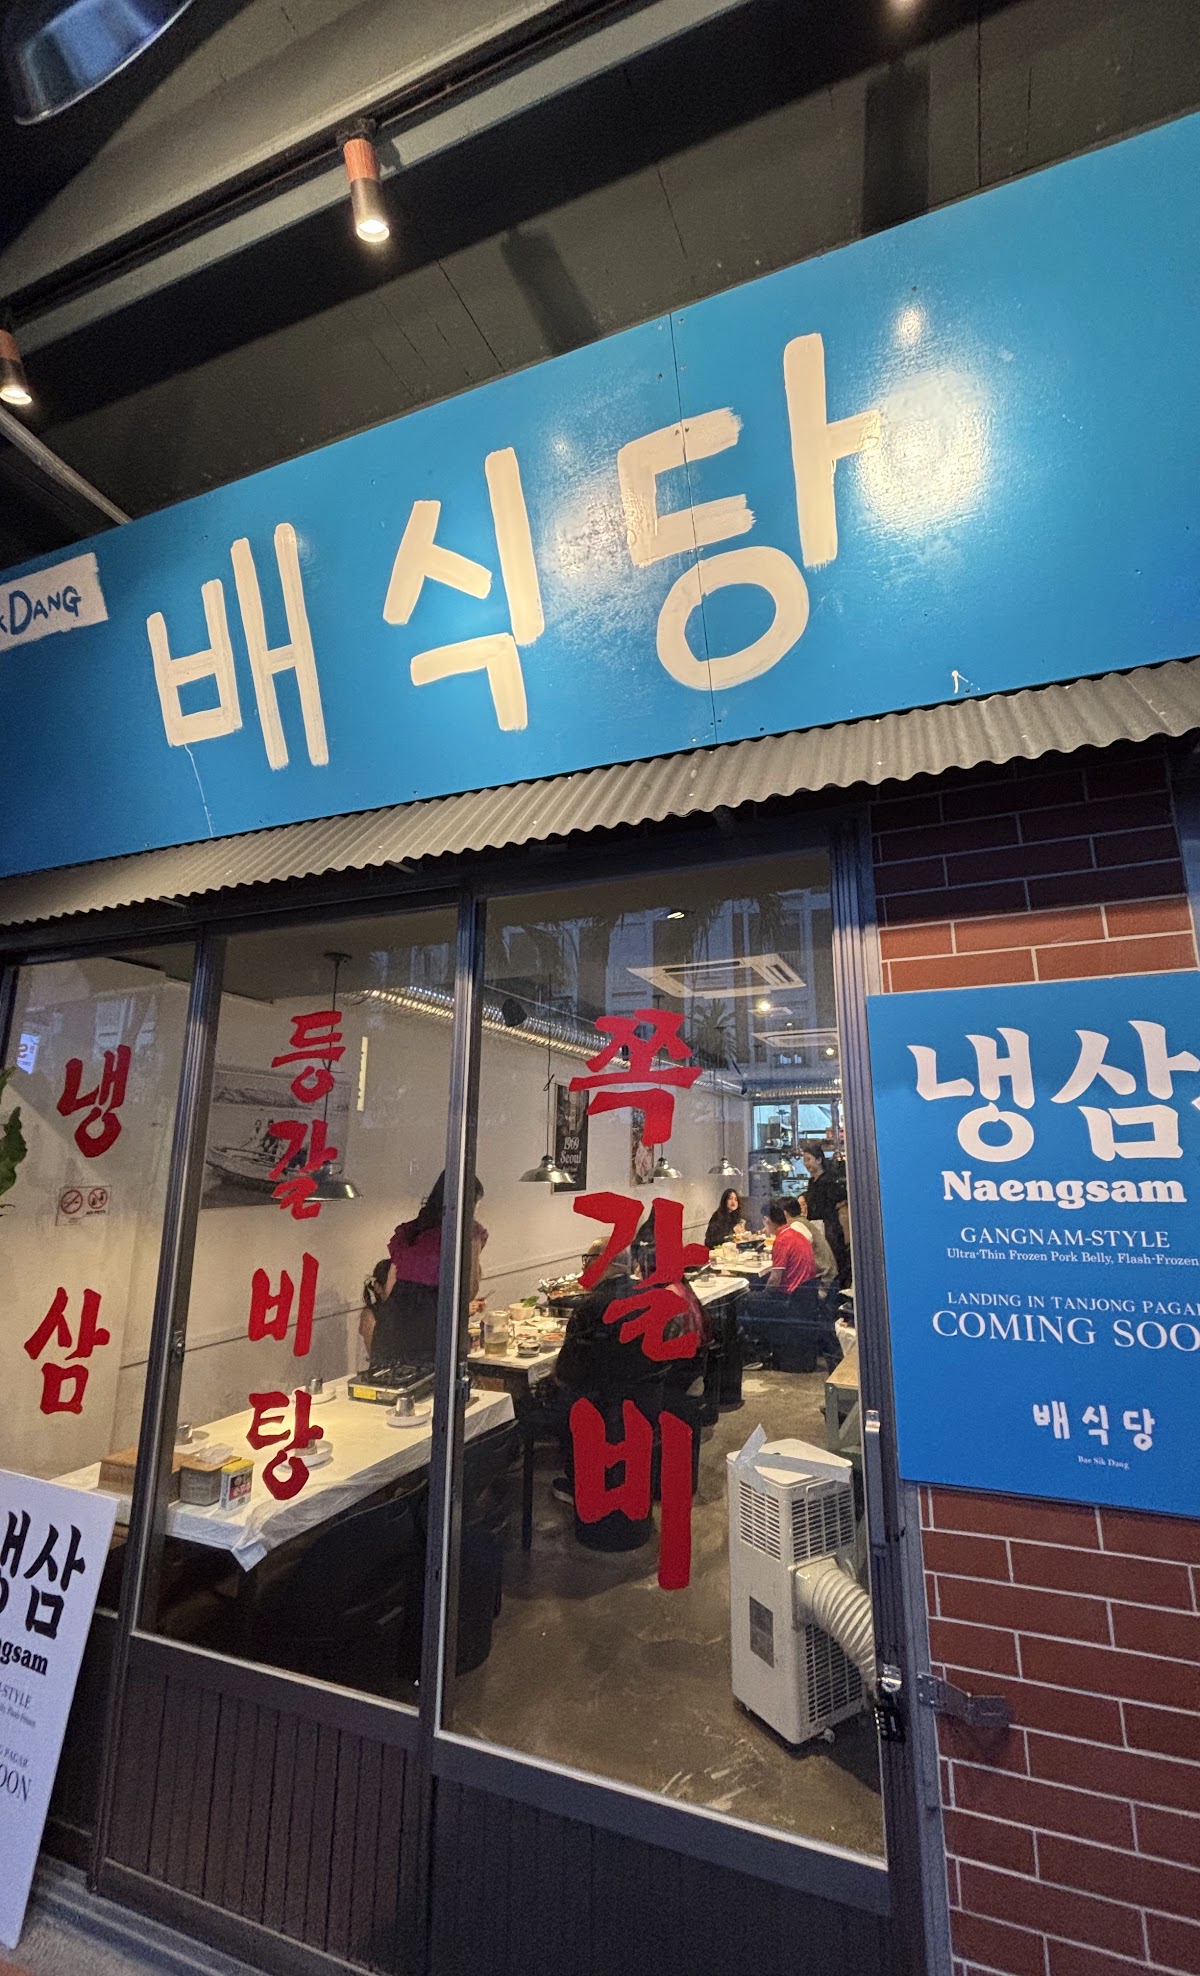 DANG
배식당
냉삼
등갈비탕
쪽갈비
1969
Seoul
냉삼
Naengsam
GANGNAM-STYLE
Ultra-Thin Frozen Pork Belly, Flash-Frozen
LANDING IN TANJONG PAGA
COMING SOO
배식당
Bae Sik Dang
삼
ngsam
-STYLE
PAGAR
OON